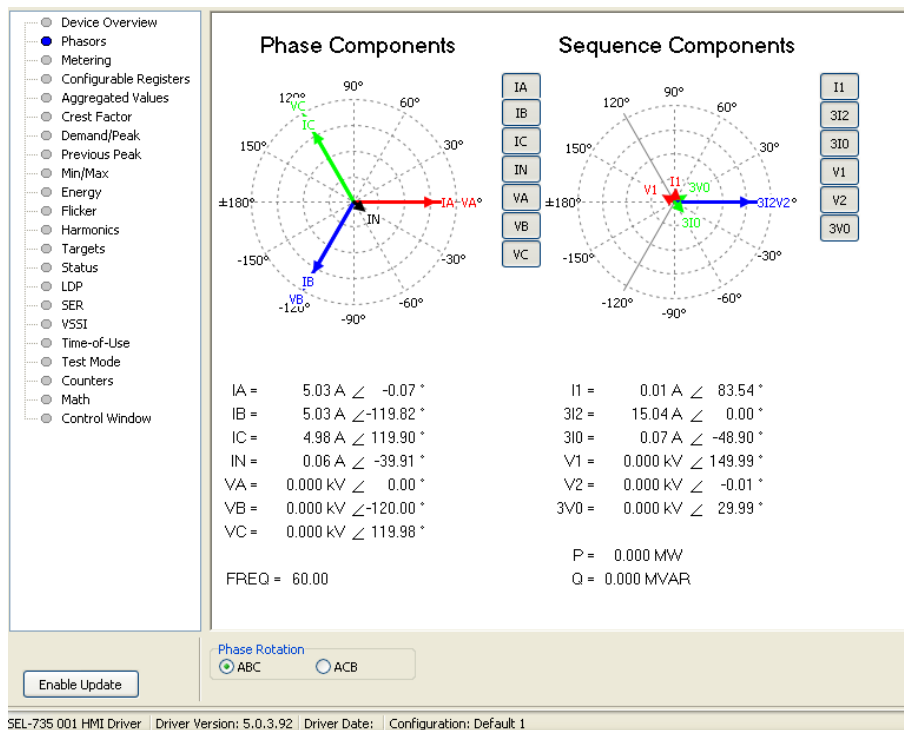 Device Overview
Phasors
Metering
Configurable Registers
Aggregated Values
Crest Factor
Demand/Peak
Previous Peak
Min/Max
Energy
Flicker
Harmonics
Targets
Status
LDP
SER
VSSI
Time-of-Use
Test Mode
Counters
Math
Control Window
Phase Components
90°
120°
60°
VC
IC
150°
30°
±180°
IA, VA°
IN
-150°
-30°
IB
VB
-120°
-60°
-90°
IA
IB
IC
IN
VA
VB
VC
Sequence Components
90°
120°
60°
150°
30°
I1
V1
3V0
±180°
3I2V2°
3I0
-150°
-30°
-120°
-60°
-90°
I1
3I2
3I0
V1
V2
3V0
IA = 5.03 A ∠ -0.07 °
IB = 5.03 A ∠-119.82 °
IC = 4.98 A ∠ 119.90 °
IN = 0.06 A ∠ -39.91 °
VA = 0.000 kV ∠ 0.00 °
VB = 0.000 kV ∠-120.00 °
VC = 0.000 kV ∠ 119.98 °
FREQ = 60.00
I1 = 0.01 A ∠ 83.54 °
3I2 = 15.04 A ∠ 0.00 °
3I0 = 0.07 A ∠ -48.90 °
V1 = 0.000 kV ∠ 149.99 °
V2 = 0.000 kV ∠ -0.01 °
3V0 = 0.000 kV ∠ 29.99 °
P = 0.000 MW
Q = 0.000 MVAR
Phase Rotation
ABC
ACB
Enable Update
SEL-735 001 HMI Driver
Driver Version: 5.0.3.92
Driver Date:
Configuration: Default 1